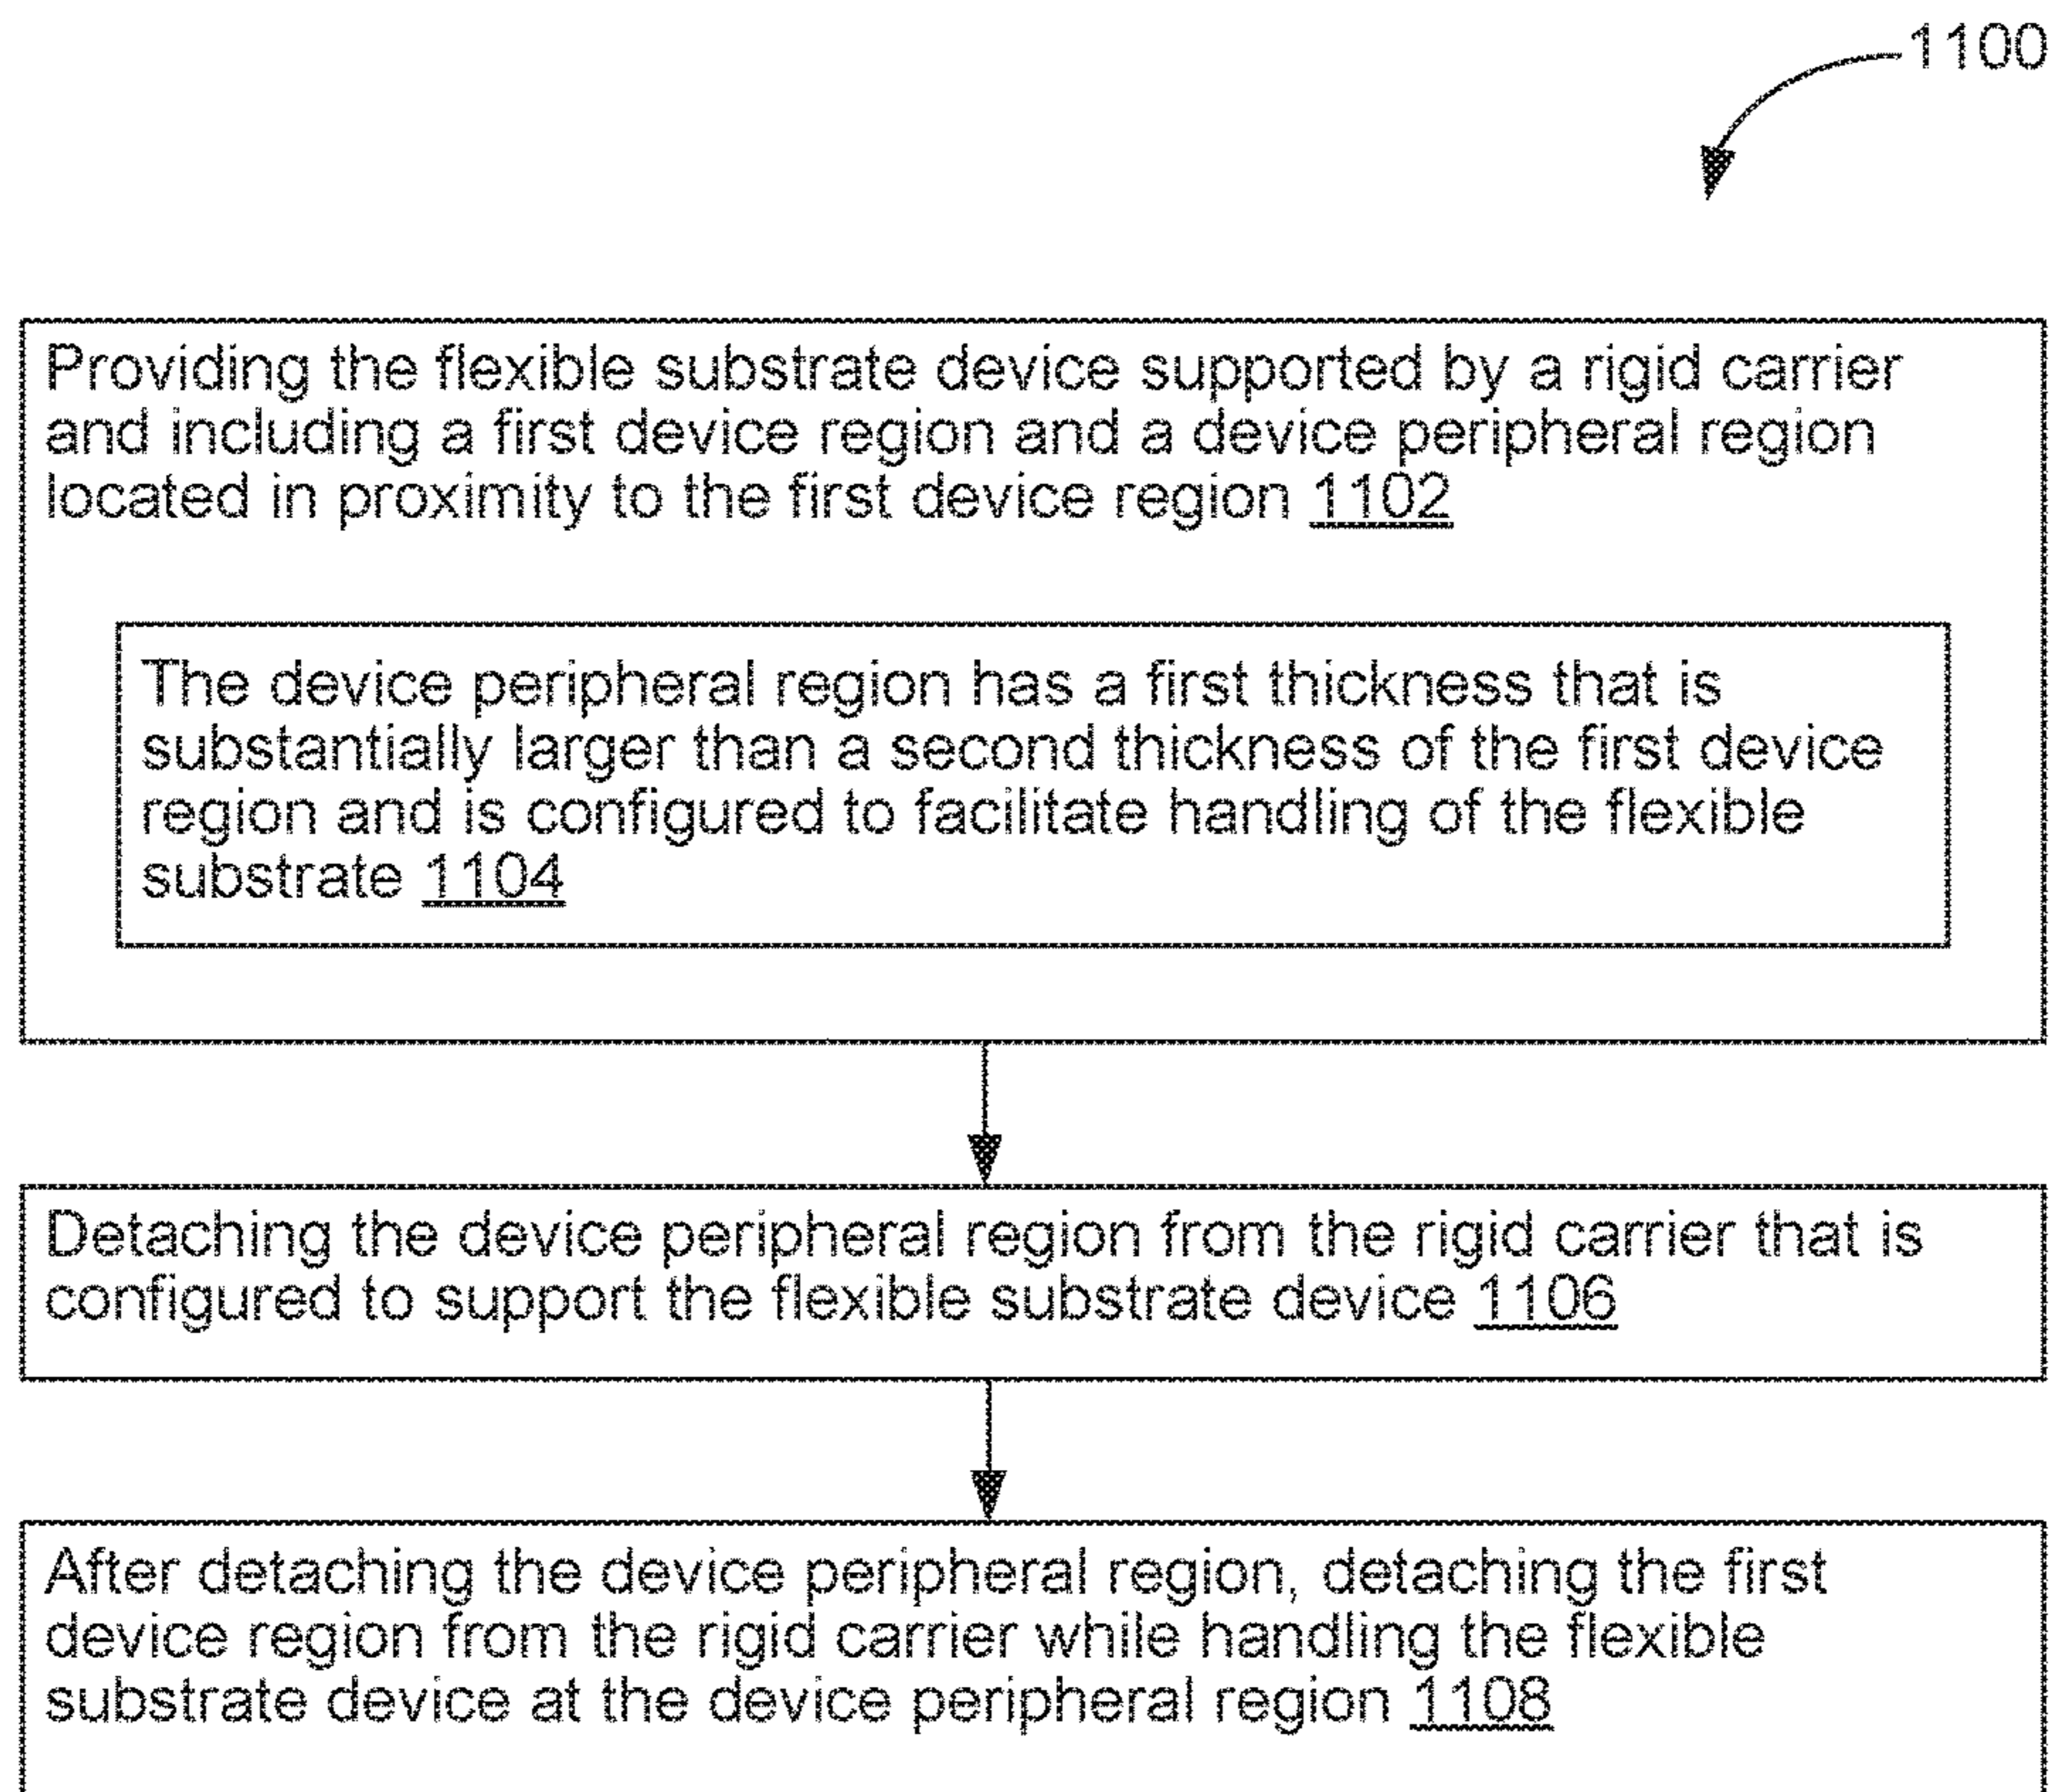 1100
Providing the flexible substrate device supported by a rigid carrier
and including a first device region and a device peripheral region
located in proximity to the first device region 1102
The device peripheral region has a first thickness that is
substantially larger than a second thickness of the first device
region and is configured to facilitate handling of the flexible
substrate 1104
Detaching the device peripheral region from the rigid carrier that is
configured to support the flexible substrate device 1106
After detaching the device peripheral region, detaching the first
device region from the rigid carrier while handling the flexible
substrate device at the device peripheral region 1108